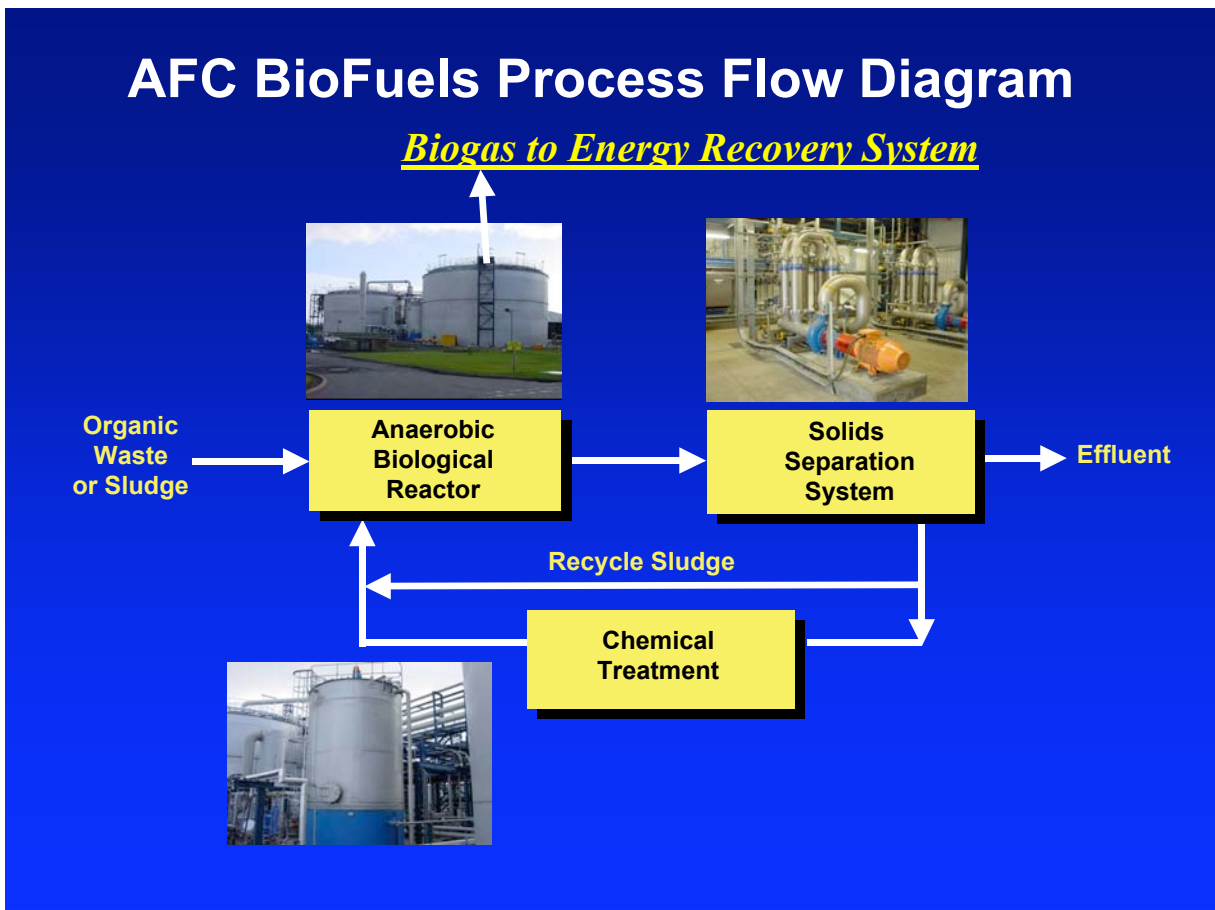 AFC BioFuels Process Flow Diagram
Biogas to Energy Recovery System
Organic
Waste
or Sludge
Anaerobic
Biological
Reactor
Solids
Separation
System
Effluent
Recycle Sludge
Chemical
Treatment